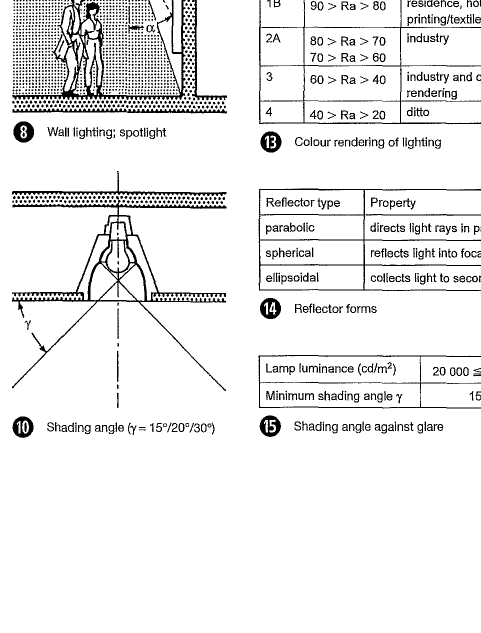 α
8 Wall lighting; spotlight
γ
10 Shading angle (γ = 15°/20°/30°)
1B 90 > Ra > 80 residence,
printing/textile
2A 80 > Ra > 70 industry
70 > Ra > 60
3 60 > Ra > 40 industry and
rendering
4 40 > Ra > 20 ditto
13 Colour rendering of lighting
Reflector type Property
parabolic directs light rays in
spherical reflects light into
ellipsoidal collects light to
14 Reflector forms
Lamp luminance (cd/m²) 20 000 ≤
Minimum shading angle γ 15
15 Shading angle against glare